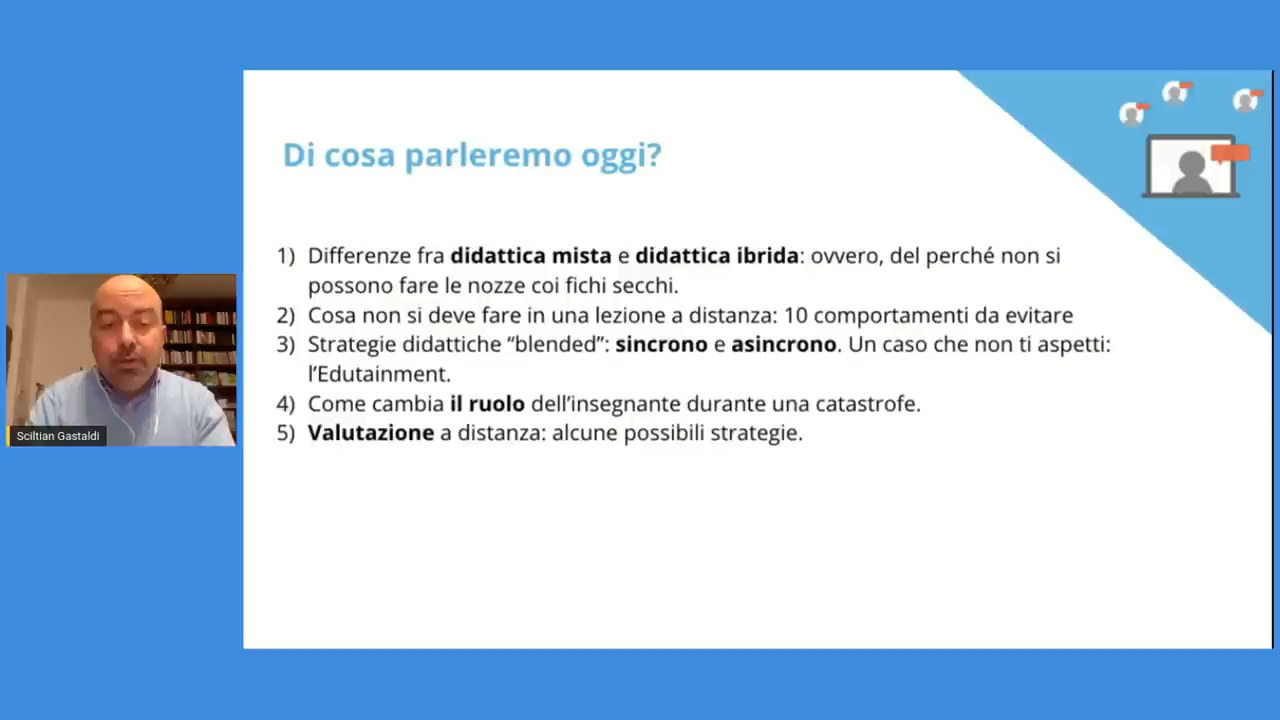 Di cosa parleremo oggi?
1) Differenze fra didattica mista e didattica ibrida: ovvero, del perché non si
possono fare le nozze coi fichi secchi.
2) Cosa non si deve fare in una lezione a distanza: 10 comportamenti da evitare
3) Strategie didattiche “blended”: sincrono e asincrono. Un caso che non ti aspetti:
l’Edutainment.
4) Come cambia il ruolo dell’insegnante durante una catastrofe.
5) Valutazione a distanza: alcune possibili strategie.
Sciltian Gastaldi